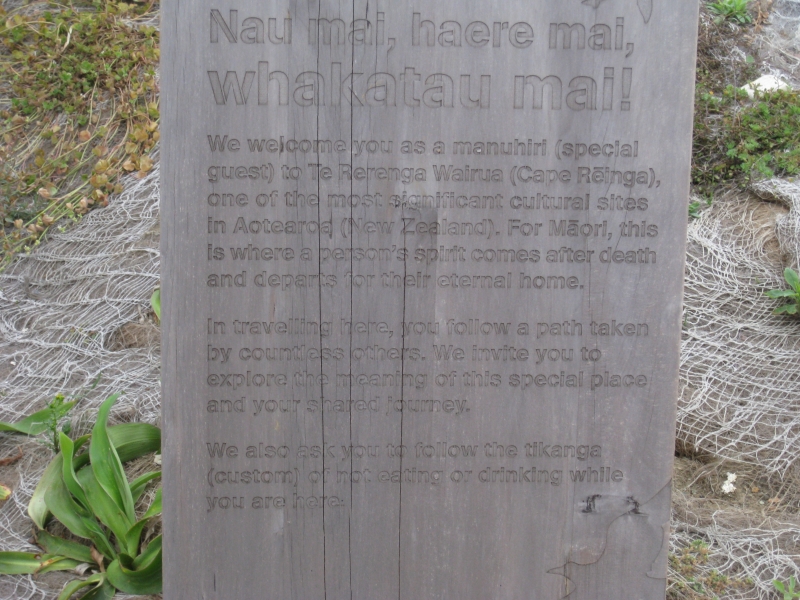 Nau mai, haere mai,
whakatau mai!
We welcome you as a manuhiri (special
guest) to Te Rerenga Wairua (Cape Rēinga),
one of the most significant cultural sites
in Aotearoa (New Zealand). For Māori, this
is where a person's spirit comes after death
and departs for their eternal home.
In travelling here, you follow a path taken
by countless others. We invite you to
explore the meaning of this special place
and your shared journey.
We also ask you to follow the tikanga
(custom) of not eating or drinking while
you are here.